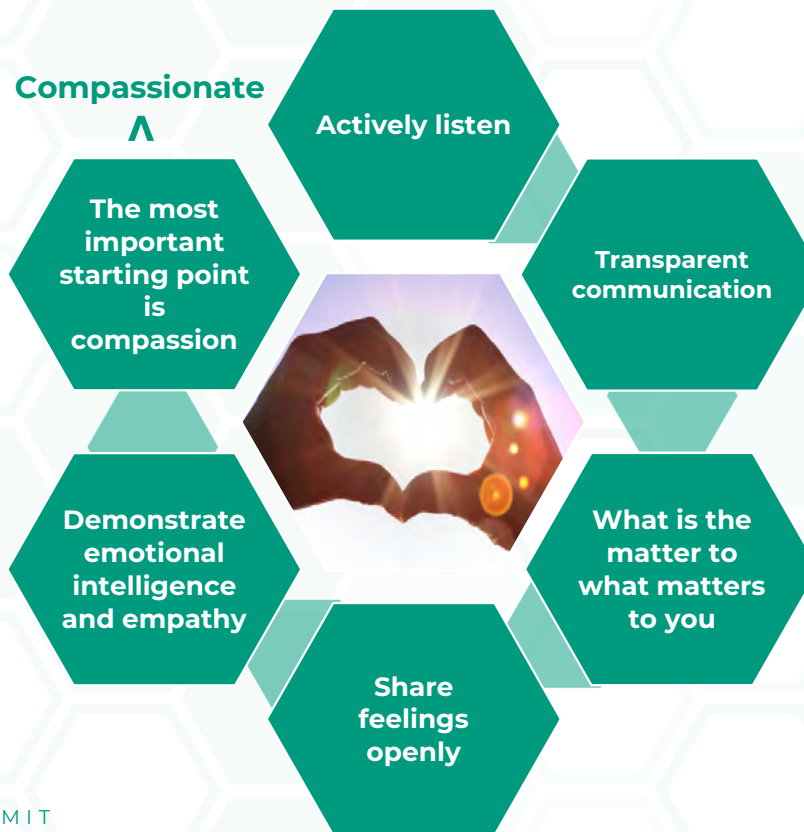 Compassionate
Λ
The most
important
starting point
is
compassion
Actively listen
Transparent
communication
What is the
matter to
what matters
to you
Share
feelings
openly
Demonstrate
emotional
intelligence
and empathy
MIT